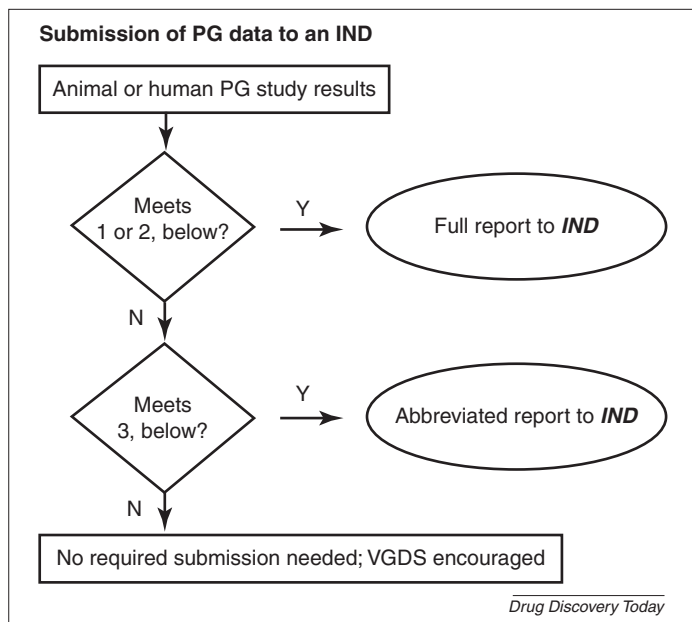 Submission of PG data to an IND
Animal or human PG study results
Meets
1 or 2, below?
Y
Full report to IND
N
Meets
3, below?
Y
Abbreviated report to IND
N
No required submission needed; VGDS encouraged
Drug Discovery Today